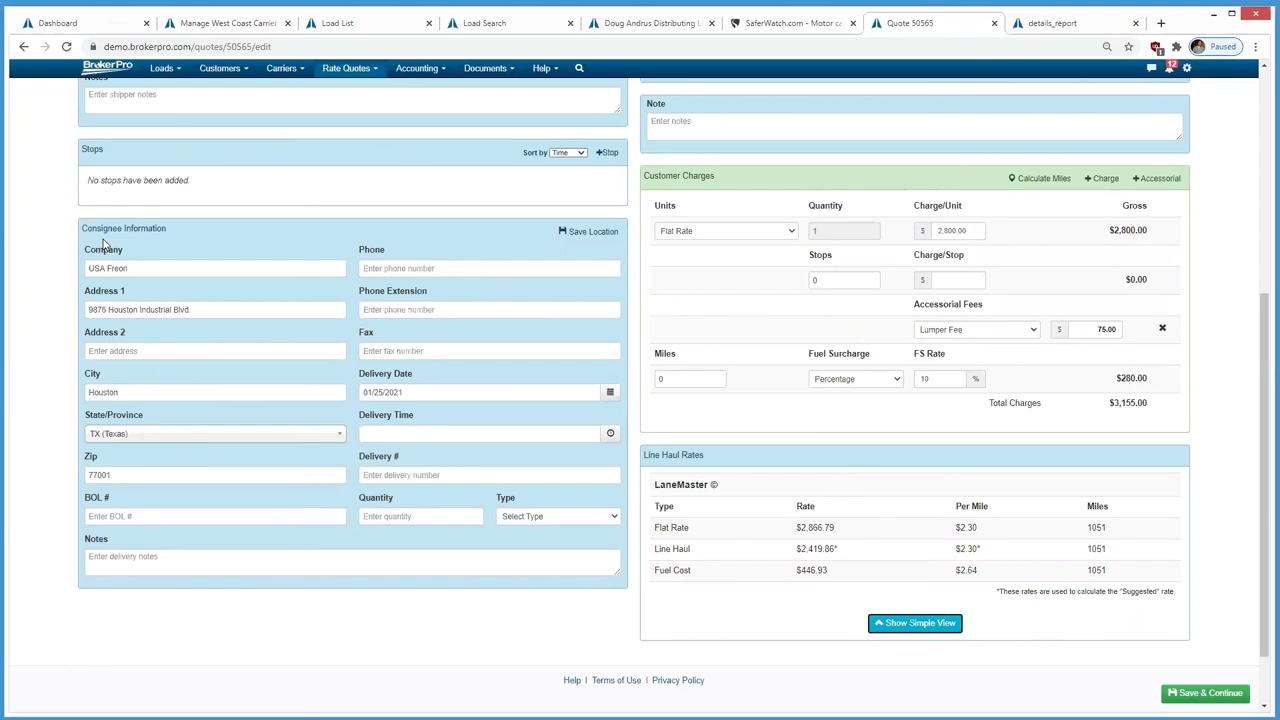 Dashboard
Manage West Coast Carrier
Load List
Load Search
Doug Andrus Distributing L
SaferWatch.com - Motor ca
Quote 50565
details_report
demo.brokerpro.com/quotes/50565/edit
Paused
BrokerPro
Loads
Customers
Carriers
Rate Quotes
Accounting
Documents
Help
12
Notes
Enter shipper notes
Stops
Sort by Time +Stop
No stops have been added.
Consignee Information
Save Location
Company
USA Freon
Phone
Enter phone number
Address 1
9876 Houston Industrial Blvd.
Phone Extension
Enter phone number
Address 2
Enter address
Fax
Enter fax number
City
Houston
Delivery Date
01/25/2021
State/Province
TX (Texas)
Delivery Time
Zip
77001
Delivery #
Enter delivery number
BOL #
Enter BOL #
Quantity
Enter quantity
Type
Select Type
Notes
Enter delivery notes
Note
Enter notes
Customer Charges
Calculate Miles +Charge +Accessorial
Units Quantity Charge/Unit Gross
Flat Rate 1 $ 2,800.00 $2,800.00
Stops Charge/Stop
0 $ $0.00
Accessorial Fees
Lumper Fee $ 75.00
Miles Fuel Surcharge FS Rate
0 Percentage 10 % $280.00
Total Charges $3,155.00
Line Haul Rates
LaneMaster ©
Type Rate Per Mile Miles
Flat Rate $2,866.79 $2.30 1051
Line Haul $2,419.86* $2.30* 1051
Fuel Cost $446.93 $2.64 1051
*These rates are used to calculate the "Suggested" rate.
Show Simple View
Help Terms of Use Privacy Policy
Save & Continue